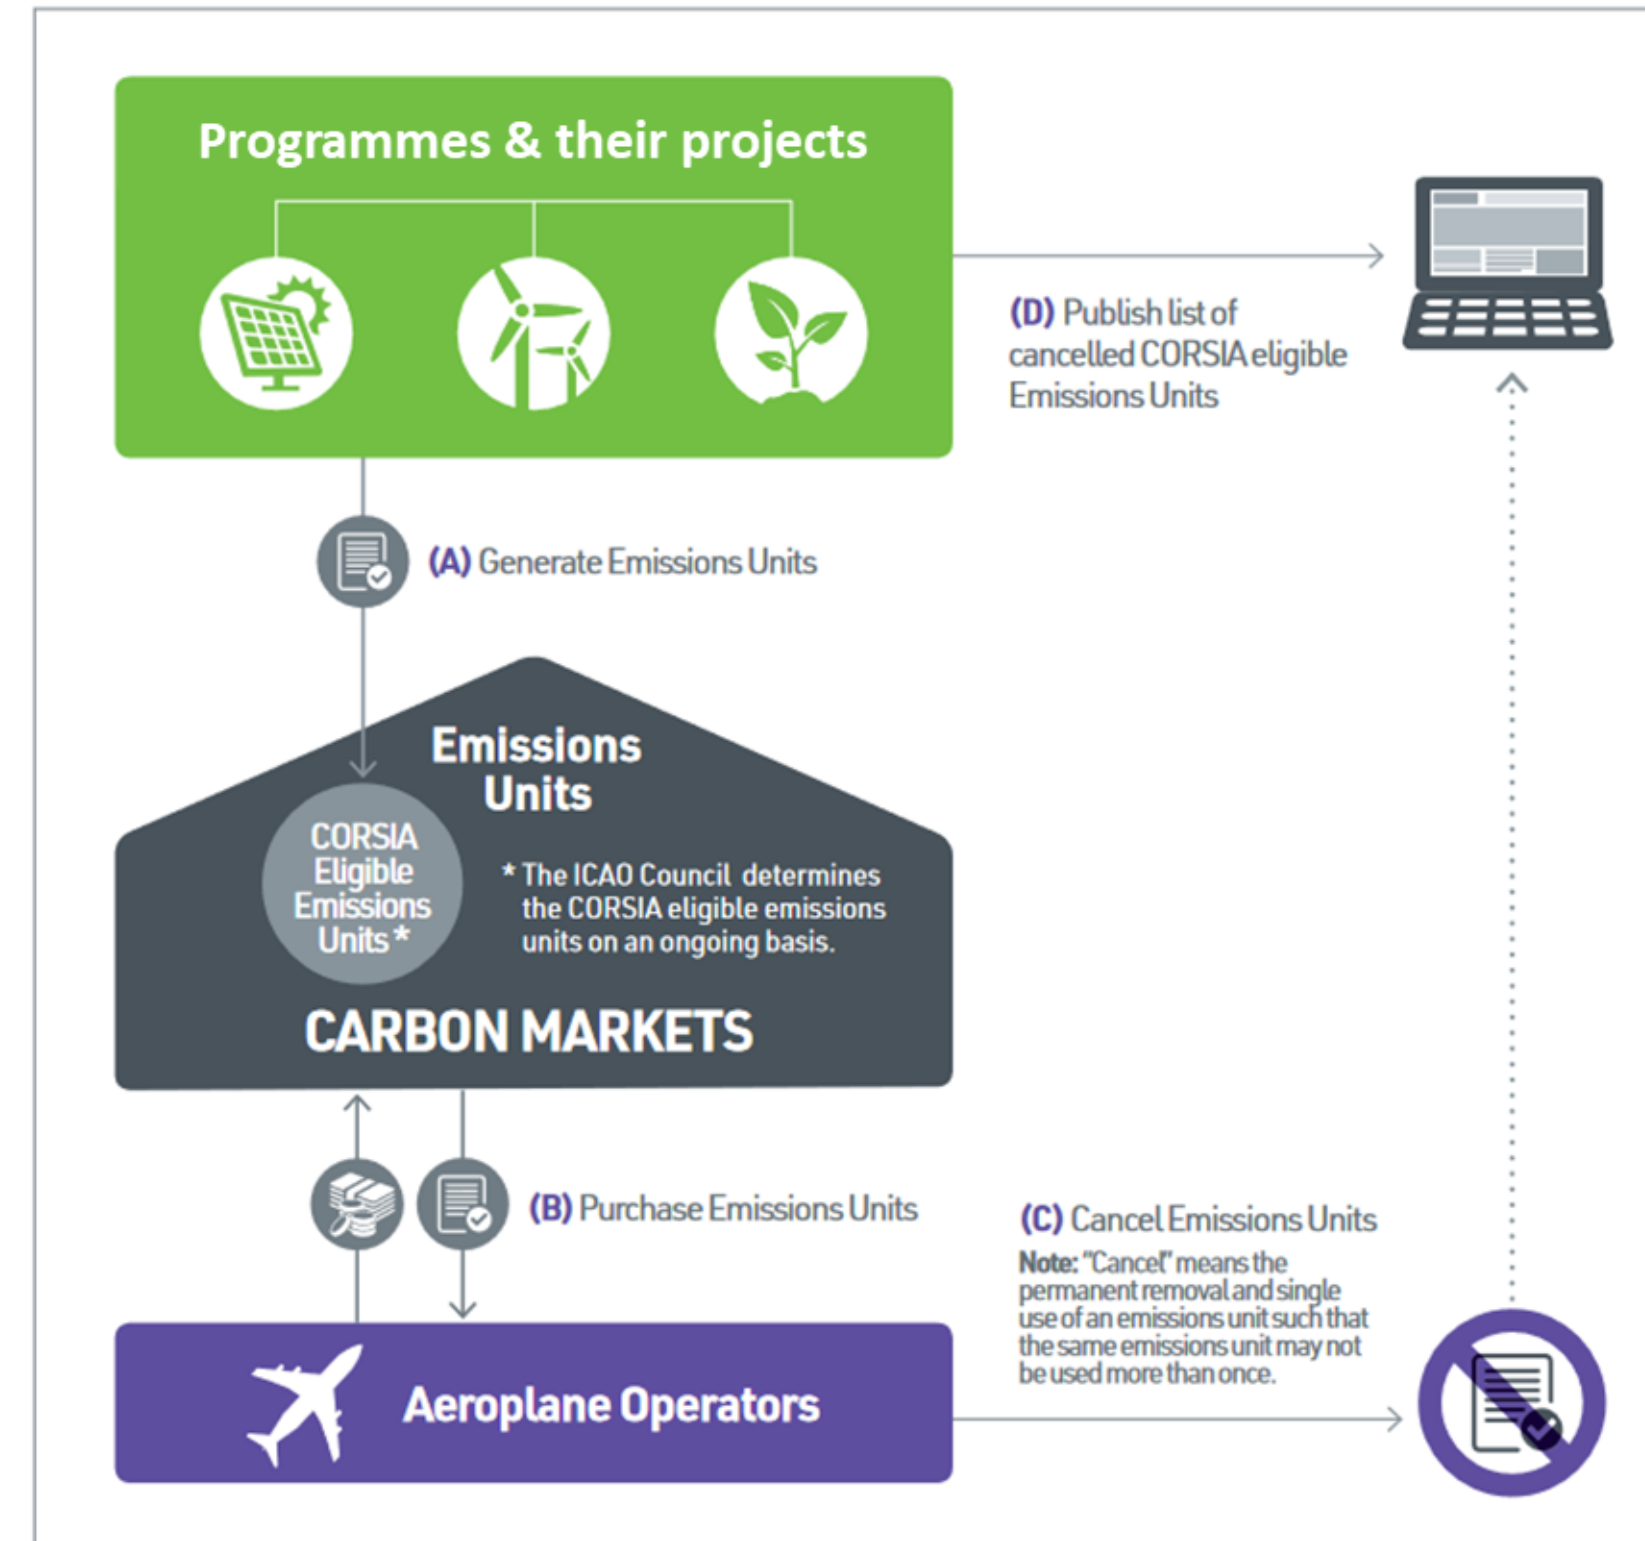 Programmes & their projects
(D) Publish list of
cancelled CORSIA eligible
Emissions Units
(A) Generate Emissions Units
Emissions
Units
CORSIA
Eligible
Emissions
Units *
* The ICAO Council determines
the CORSIA eligible emissions
units on an ongoing basis.
CARBON MARKETS
(B) Purchase Emissions Units
(C) Cancel Emissions Units
Note: "Cancel" means the
permanent removal and single
use of an emissions unit such that
the same emissions unit may not
be used more than once.
Aeroplane Operators